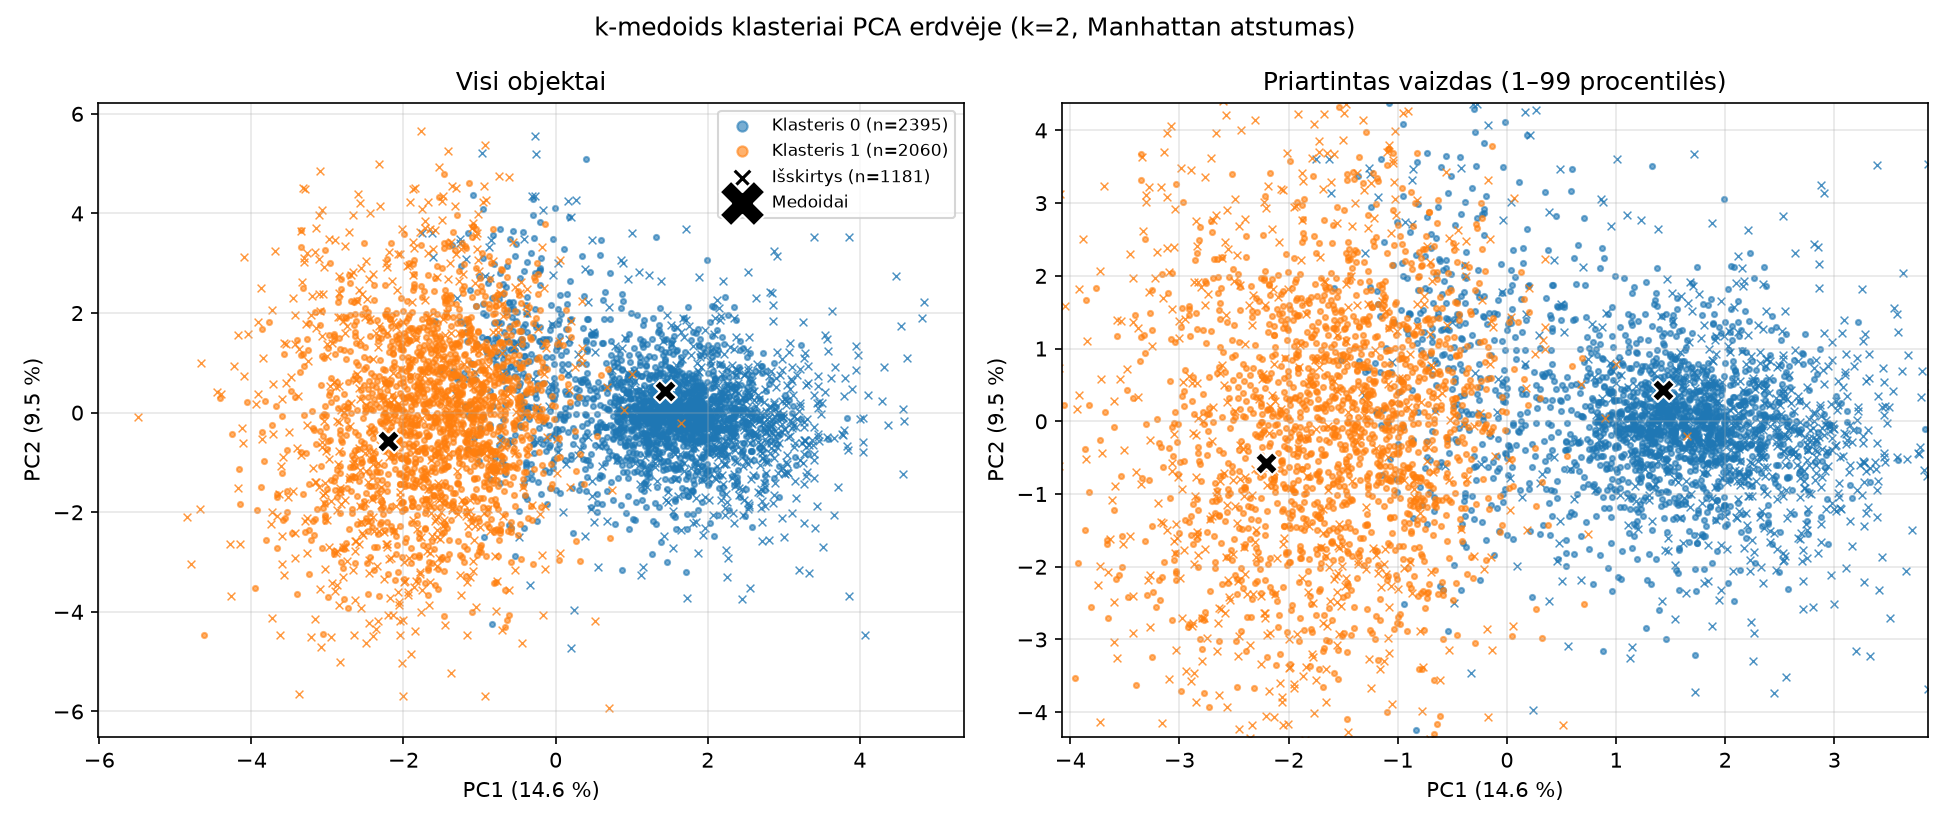 k-medoids klasteriai PCA erdvėje (k=2, Manhattan atstumas)
Visi objektai
6
4
2
0
−2
−4
−6
PC2 (9.5 %)
−6 −4 −2 0 2 4
PC1 (14.6 %)
Klasteris 0 (n=2395)
Klasteris 1 (n=2060)
Išskirtys (n=1181)
Medoidai
Priartintas vaizdas (1–99 procentilės)
4
3
2
1
0
−1
−2
−3
−4
PC2 (9.5 %)
−4 −3 −2 −1 0 1 2 3
PC1 (14.6 %)